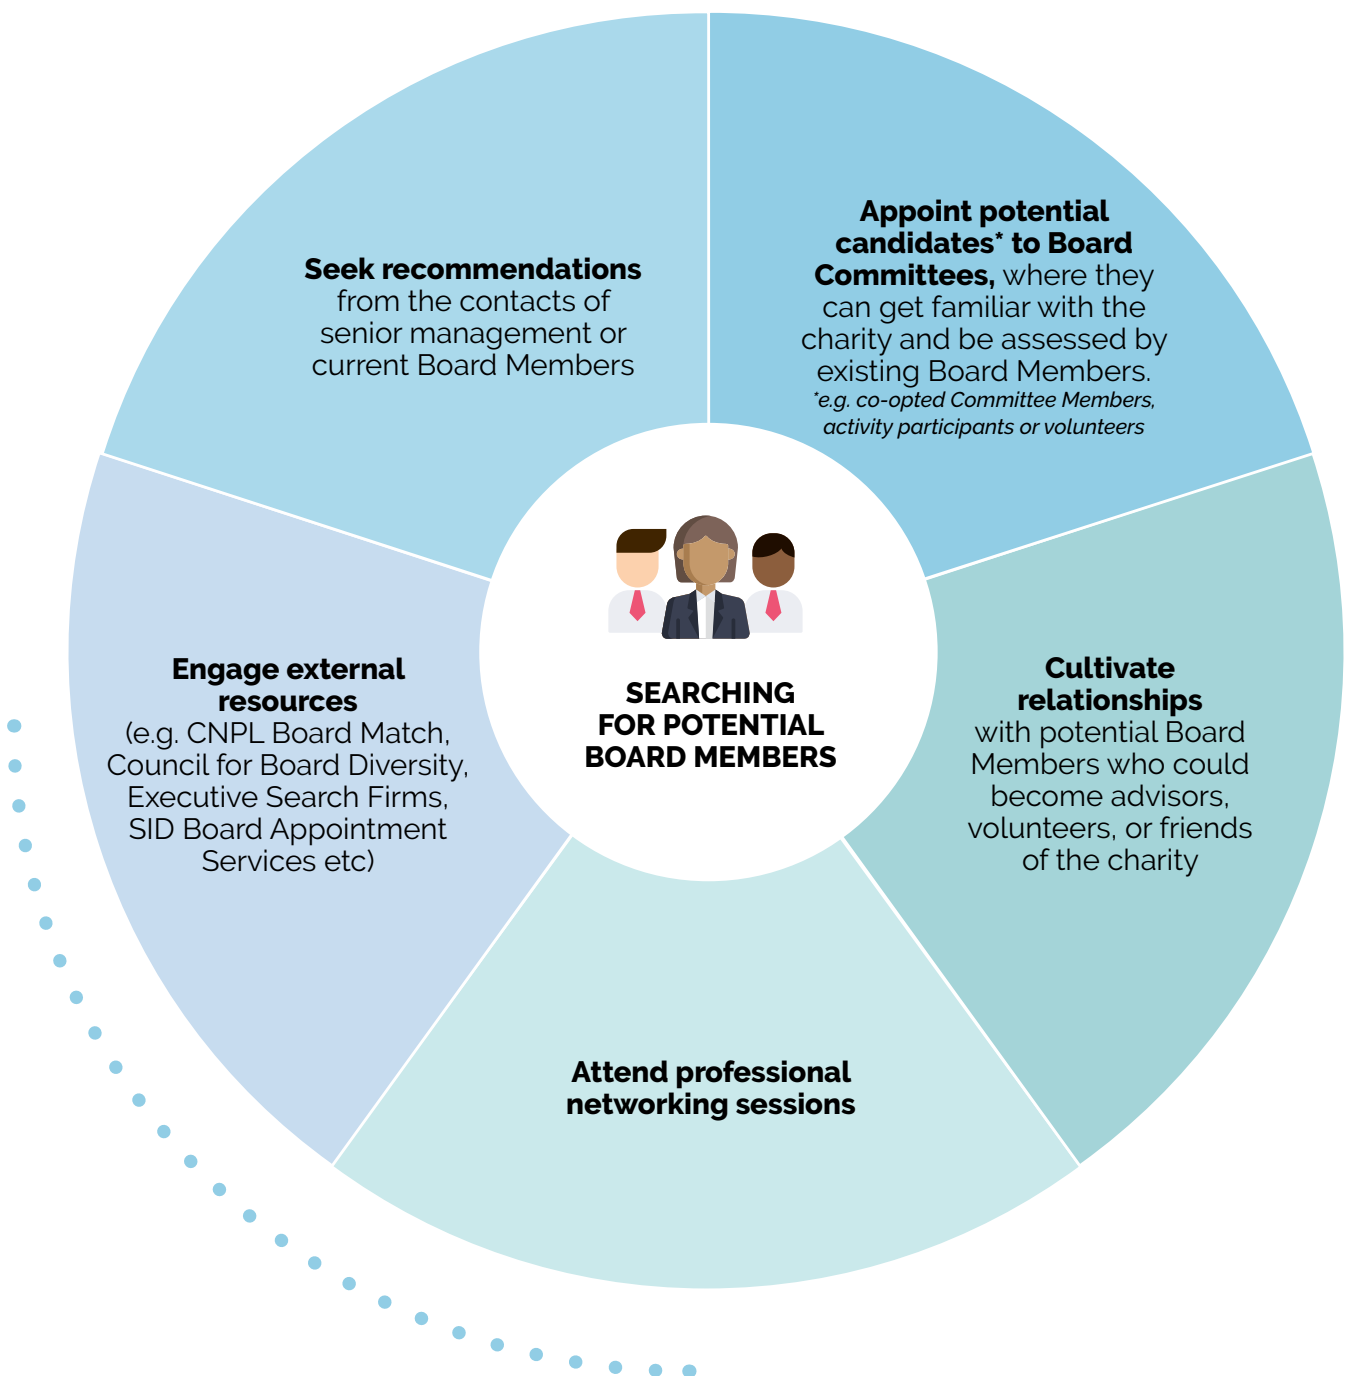 Seek recommendations
from the contacts of
senior management or
current Board Members
Appoint potential
candidates* to Board
Committees, where they
can get familiar with the
charity and be assessed by
existing Board Members.
*e.g. co-opted Committee Members,
activity participants or volunteers
Engage external
resources
(e.g. CNPL Board Match,
Council for Board Diversity,
Executive Search Firms,
SID Board Appointment
Services etc)
SEARCHING
FOR POTENTIAL
BOARD MEMBERS
Cultivate
relationships
with potential Board
Members who could
become advisors,
volunteers, or friends
of the charity
Attend professional
networking sessions